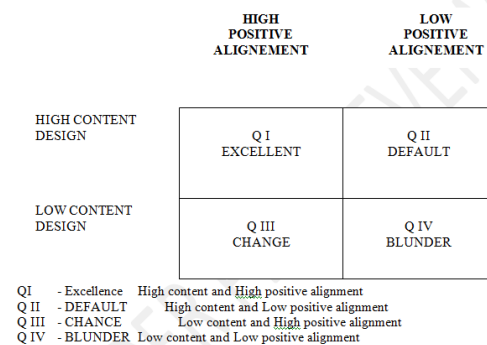 HIGH LOW
POSITIVE POSITIVE
ALIGNEMENT ALIGNEMENT
HIGH CONTENT
DESIGN
Q I Q II
EXCELLENT DEFAULT
LOW CONTENT
DESIGN
Q III Q IV
CHANGE BLUNDER
QI - Excellence High content and High positive alignment
Q II - DEFAULT High content and Low positive alignment
Q III - CHANCE Low content and High positive alignment
Q IV - BLUNDER Low content and Low positive alignment